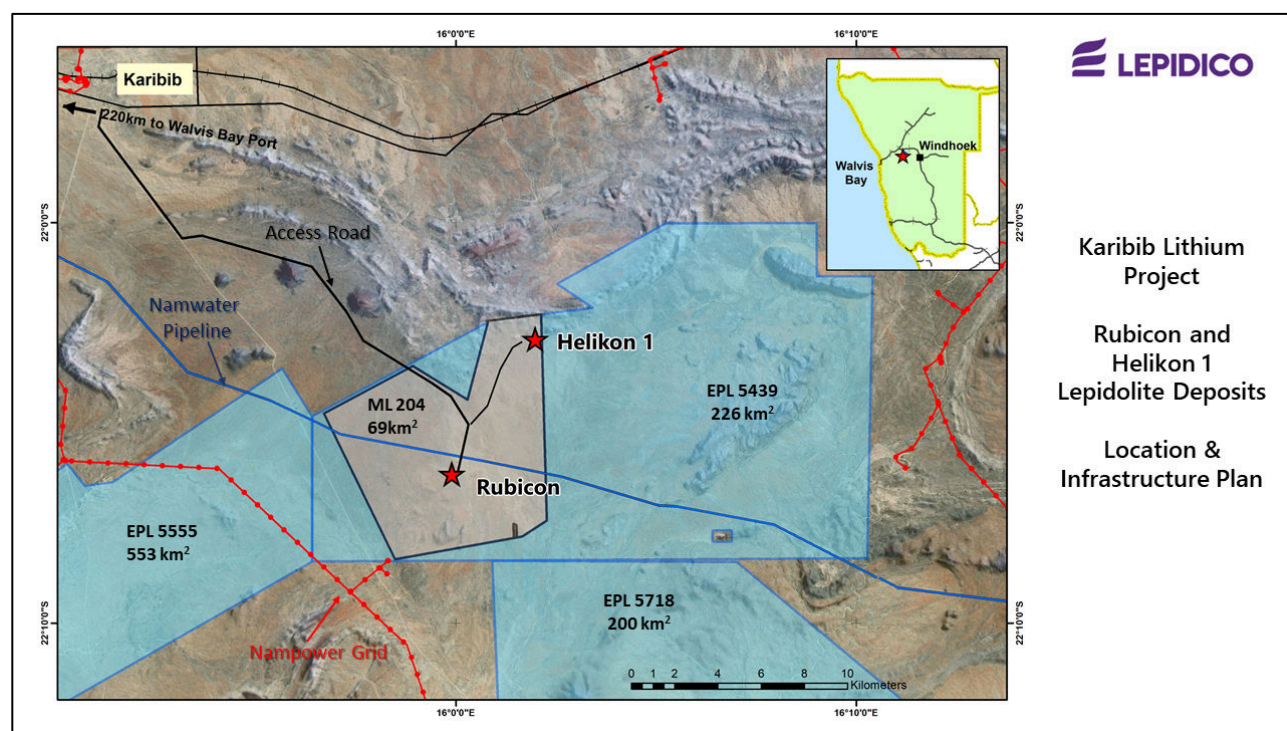 16°0'0"E
16°10'0"E
LEPIDICO
Karibib
220km to Walvis Bay Port
Windhoek
Walvis
Bay
22°0'0"S
22°0'0"S
Access Road
Karibib Lithium
Project
Namwater
Pipeline
Helikon 1
Rubicon and
Helikon 1
Lepidolite Deposits
EPL 5439
226 km²
ML 204
69km²
Location &
Infrastructure Plan
Rubicon
EPL 5555
553 km²
EPL 5718
200 km²
22°10'0"S
22°10'0"S
Nampower Grid
0 1 2 4 6 8 10
Kilometers
16°0'0"E
16°10'0"E